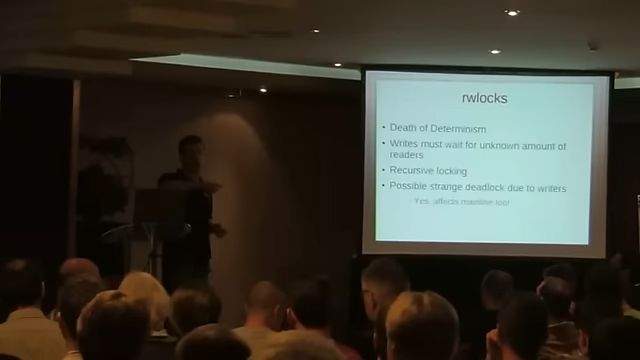 rwlocks
• Death of Determinism
• Writes must wait for unknown amount of
readers
• Recursive locking
• Possible strange deadlock due to writers
Yes, affects mainline too!